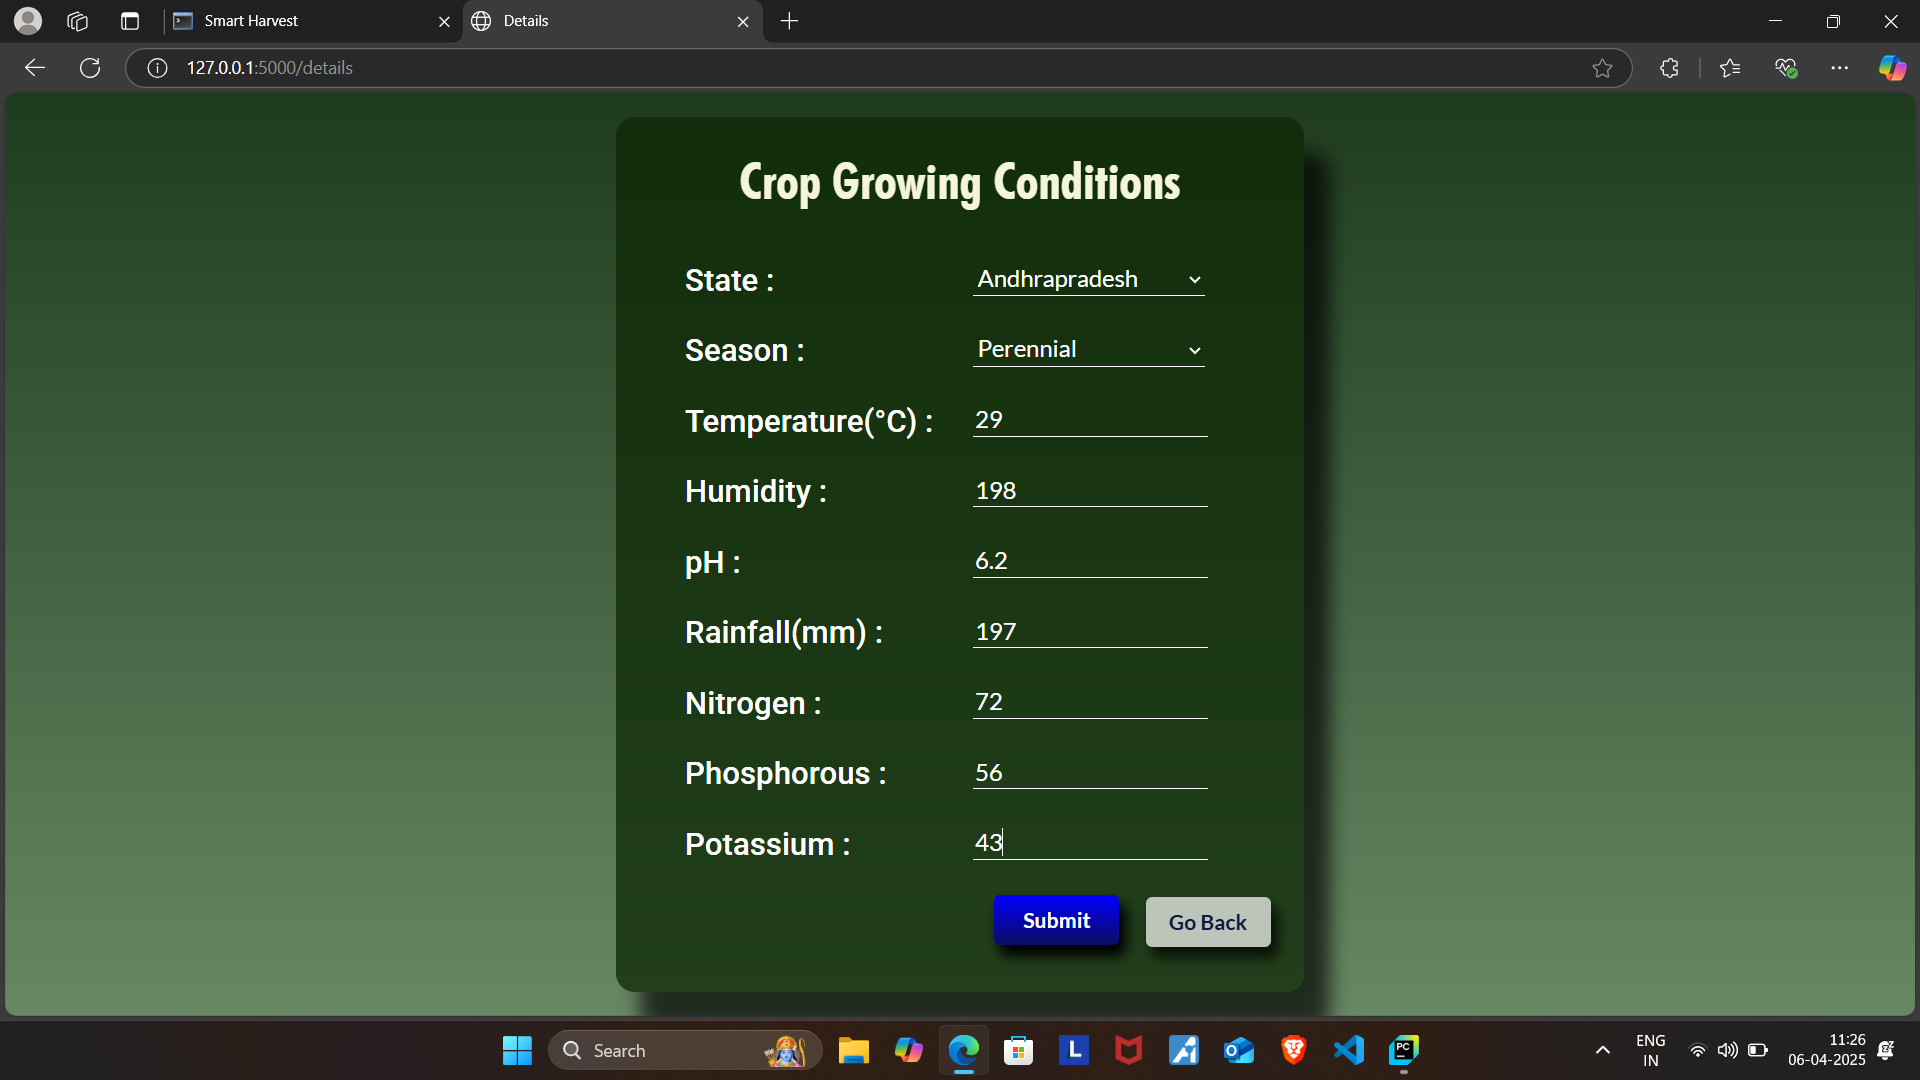 Smart Harvest
Details
127.0.0.1:5000/details
Crop Growing Conditions
State : Andhrapradesh
Season : Perennial
Temperature(°C) : 29
Humidity : 198
pH : 6.2
Rainfall(mm) : 197
Nitrogen : 72
Phosphorous : 56
Potassium : 43
Submit Go Back
Search
L
PC
ENG
IN
11:26
06-04-2025